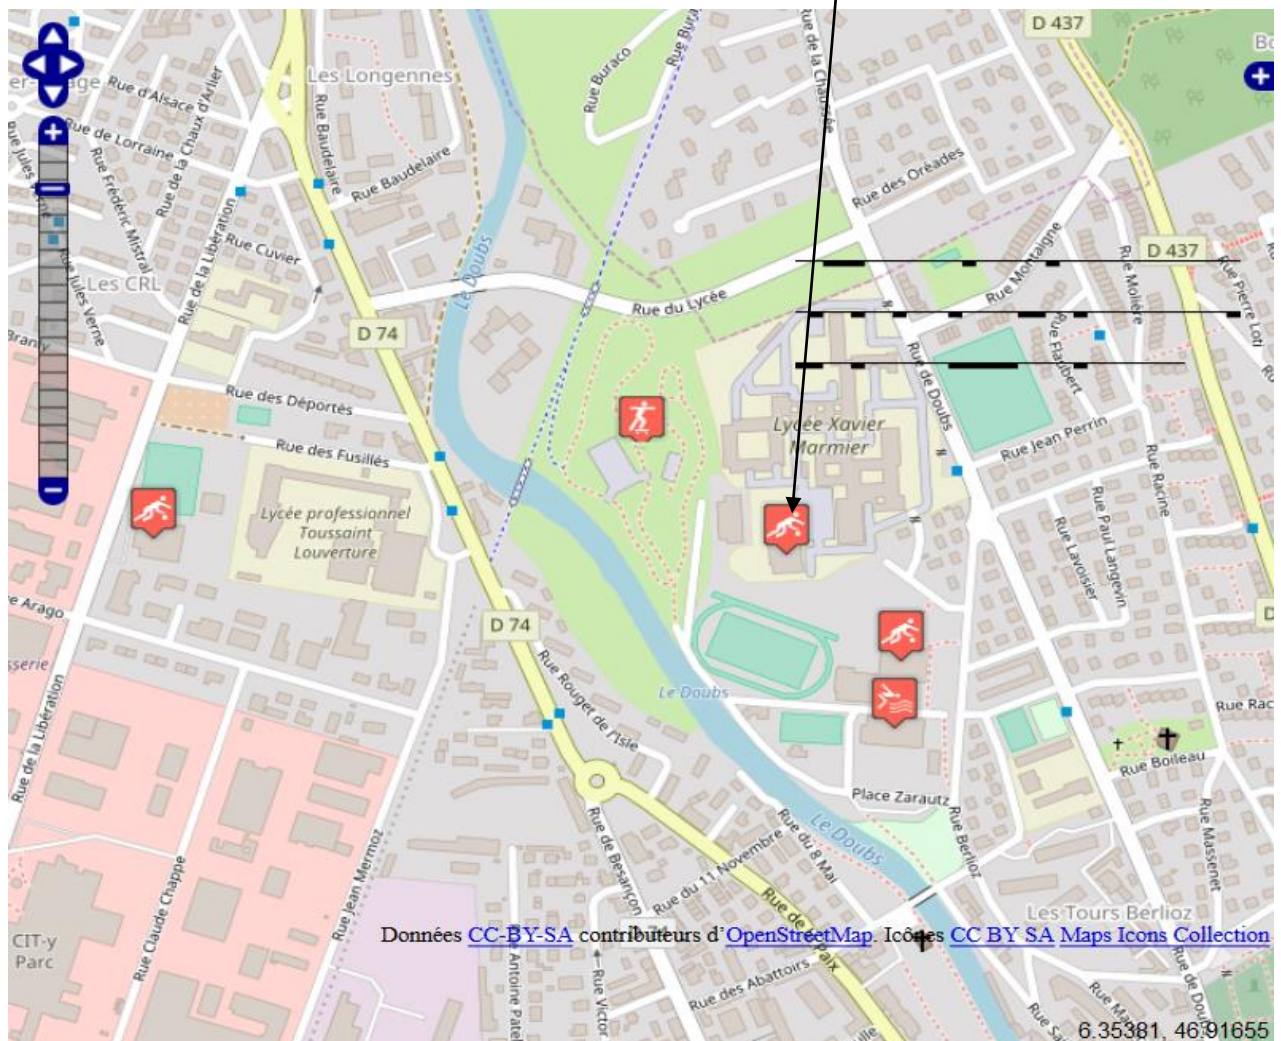 D 437
Rue de la Chaussée
Rue Buraco
Les Longennes
Rue d'Alsace
Rue de la Chaux d'Arlier
Rue de Lorraine
Rue Baudelaire
Rue Baudelaire
Rue des Oréades
Rue Frédéric Mistral
Rue de la Libération
Rue Cuvier
Le Doubs
D 437
Rue Montaigne
Rue Molière
Rue Pierre Loti
Les CRL
Rue Jules Verne
Rue du Lycée
D 74
Rue Flaubert
Rue de Doubs
Rue des Déportés
Lycée Xavier
Marmier
Rue Jean Perrin
Rue des Fusillés
Rue Racine
Lycée professionnel
Toussaint
Louverture
Rue Paul Langevin
Rue Lavoisier
D 74
Rue Rouget de l'Isle
Le Doubs
Rue de la Libération
Rue Boileau
Place Zarautz
Le Doubs
Rue Berlioz
Rue du 8 Mai
Rue Massenet
Rue de Besançon
Rue du 11 Novembre
Rue Jean Mermoz
Rue Claude Chappe
Rue de la Paix
Les Tours Berlioz
Données CC-BY-SA contributeurs d'OpenStreetMap. Icônes CC BY SA Maps Icons Collection
CIT-y
Parc
Rue des Abattoirs
Rue Victor
6.35381, 46.91655